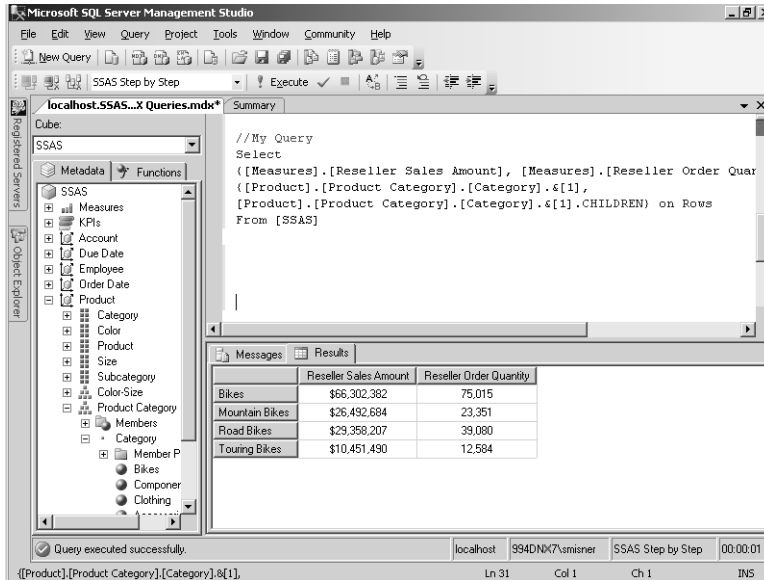 Microsoft SQL Server Management Studio
File Edit View Query Project Tools Window Community Help
New Query
SSAS Step by Step
Execute
localhost.SSAS...X Queries.mdx* Summary
Registered Servers
Object Explorer
Cube:
SSAS
Metadata Functions
SSAS
Measures
KPIs
Account
Due Date
Employee
Order Date
Product
Category
Color
Product
Size
Subcategory
Color-Size
Product Category
Members
Category
Member P
Bikes
Componer
Clothing
//My Query
Select
{[Measures].[Reseller Sales Amount], [Measures].[Reseller Order Quar
{[Product].[Product Category].[Category].&[1],
[Product].[Product Category].[Category].&[1].CHILDREN} on Rows
From [SSAS]
Messages Results
Reseller Sales Amount Reseller Order Quantity
Bikes $66,302,382 75,015
Mountain Bikes $26,492,684 23,351
Road Bikes $29,358,207 39,080
Touring Bikes $10,451,490 12,584
Query executed successfully. localhost 994DNX7\smisner SSAS Step by Step 00:00:01
{[Product].[Product Category].[Category].&[1], Ln 31 Col 1 Ch 1 INS